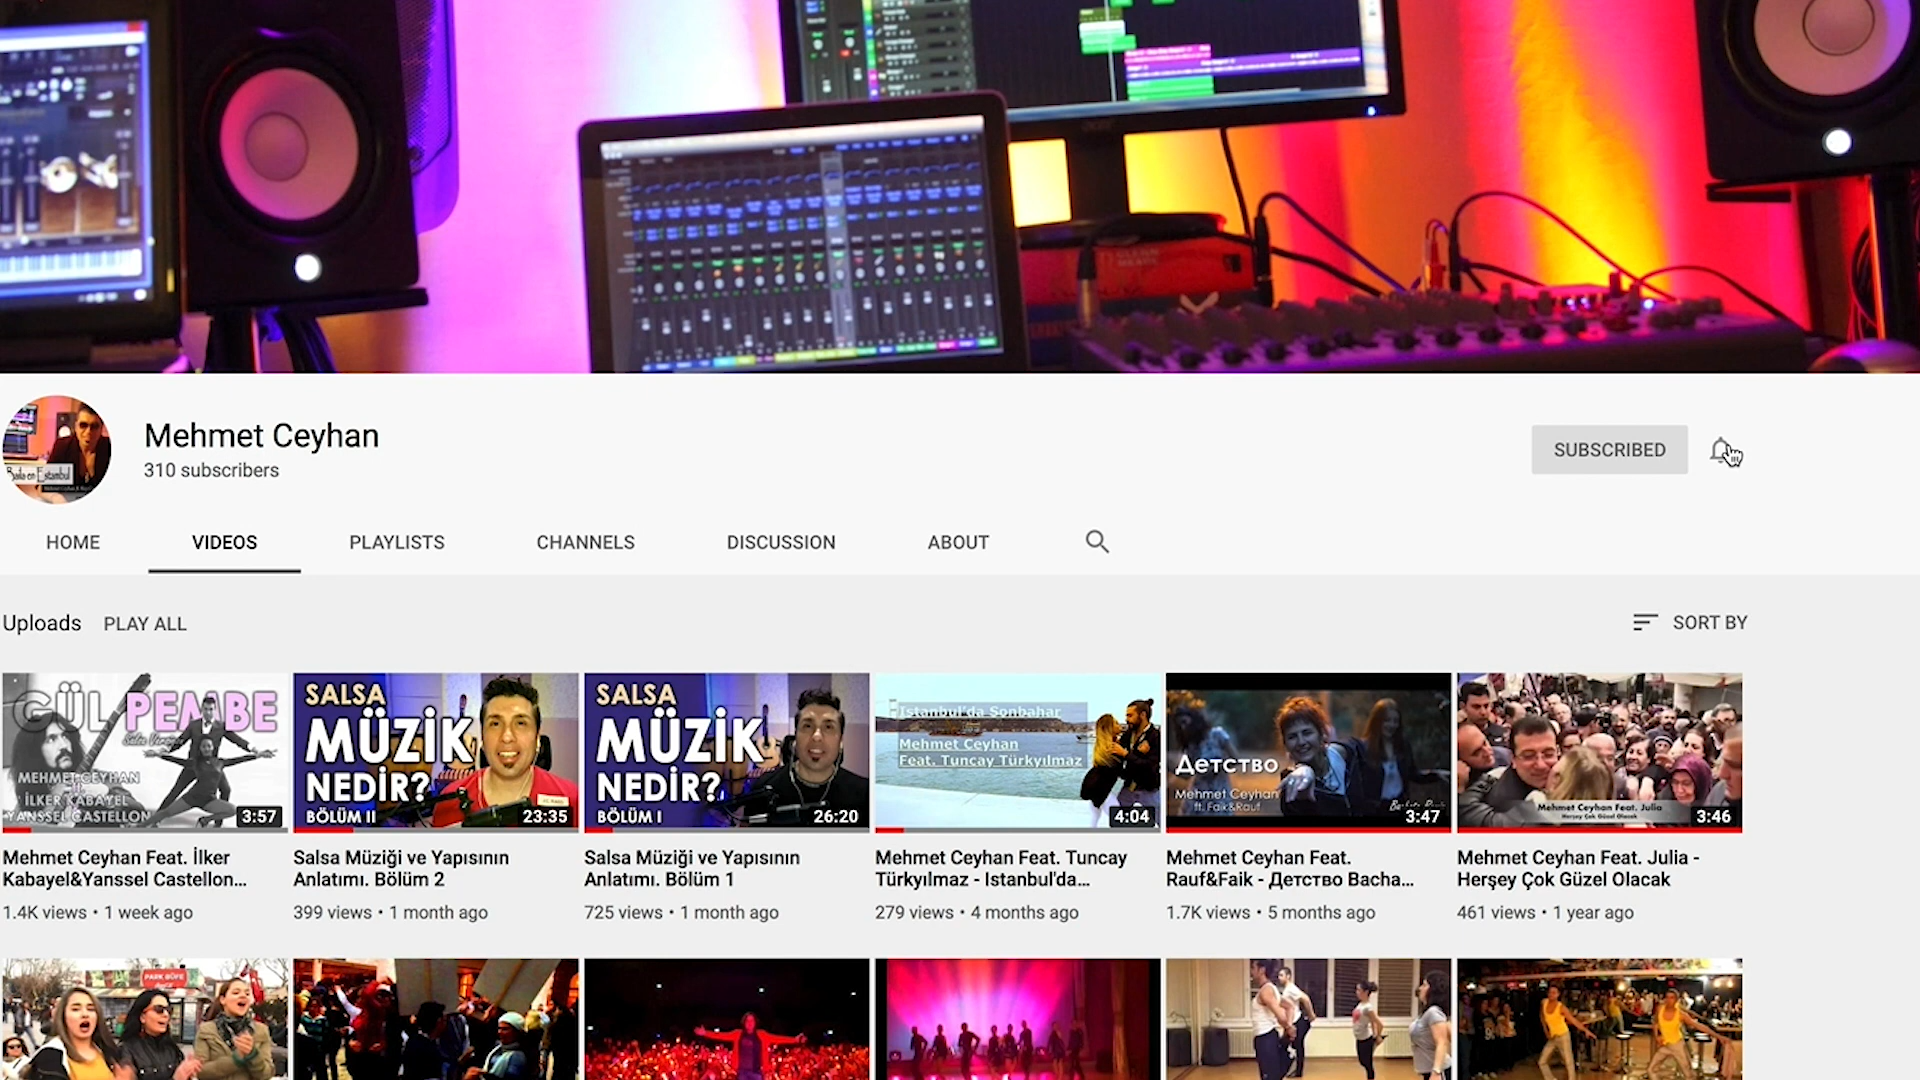 Mehmet Ceyhan
310 subscribers
SUBSCRIBED
HOME
VIDEOS
PLAYLISTS
CHANNELS
DISCUSSION
ABOUT
Uploads
PLAY ALL
SORT BY
GÜL PEMBE
MEHMET CEYHAN
İLKER KABAYEL
YANSSEL CASTELLON
3:57
SALSA
MÜZİK
NEDİR?
BÖLÜM II
23:35
SALSA
MÜZİK
NEDİR?
BÖLÜM I
26:20
Istanbul'da Sonbahar
Mehmet Ceyhan
Feat. Tuncay Türkyılmaz
4:04
Детство
Mehmet Ceyhan
ft. Faik&Rauf
3:47
Mehmet Ceyhan Feat. Julia
Herşey Çok Güzel Olacak
3:46
Mehmet Ceyhan Feat. İlker
Kabayel&Yanssel Castellon...
1.4K views • 1 week ago
Salsa Müziği ve Yapısının
Anlatımı. Bölüm 2
399 views • 1 month ago
Salsa Müziği ve Yapısının
Anlatımı. Bölüm 1
725 views • 1 month ago
Mehmet Ceyhan Feat. Tuncay
Türkyılmaz - Istanbul'da...
279 views • 4 months ago
Mehmet Ceyhan Feat.
Rauf&Faik - Детство Bacha...
1.7K views • 5 months ago
Mehmet Ceyhan Feat. Julia -
Herşey Çok Güzel Olacak
461 views • 1 year ago
PARK BÜFE